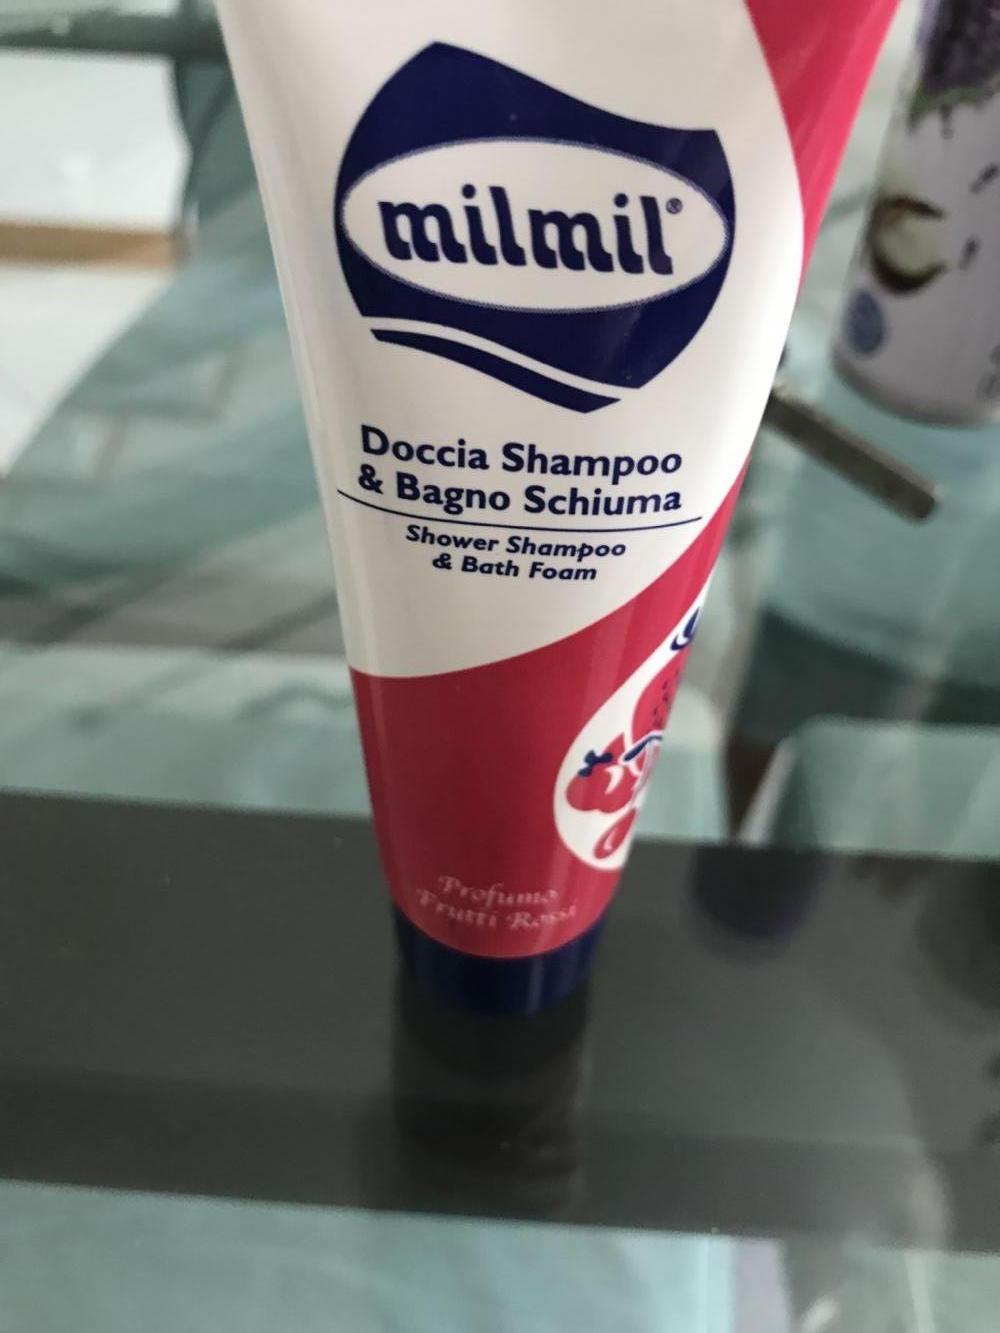 milmil®
Doccia Shampoo
& Bagno Schiuma
Shower Shampoo
& Bath Foam
Profumo
Frutti Rossi